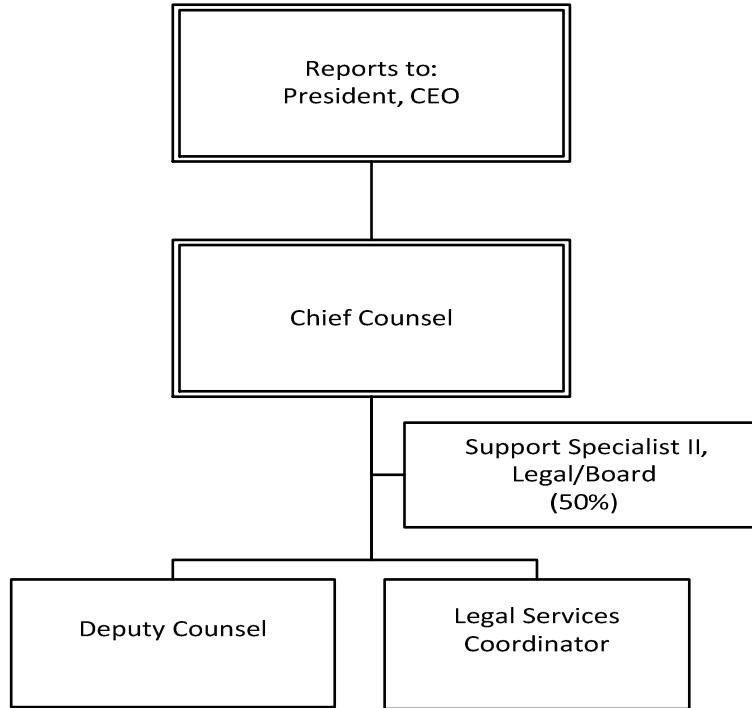 Reports to:
President, CEO
Chief Counsel
Support Specialist II,
Legal/Board
(50%)
Deputy Counsel
Legal Services
Coordinator